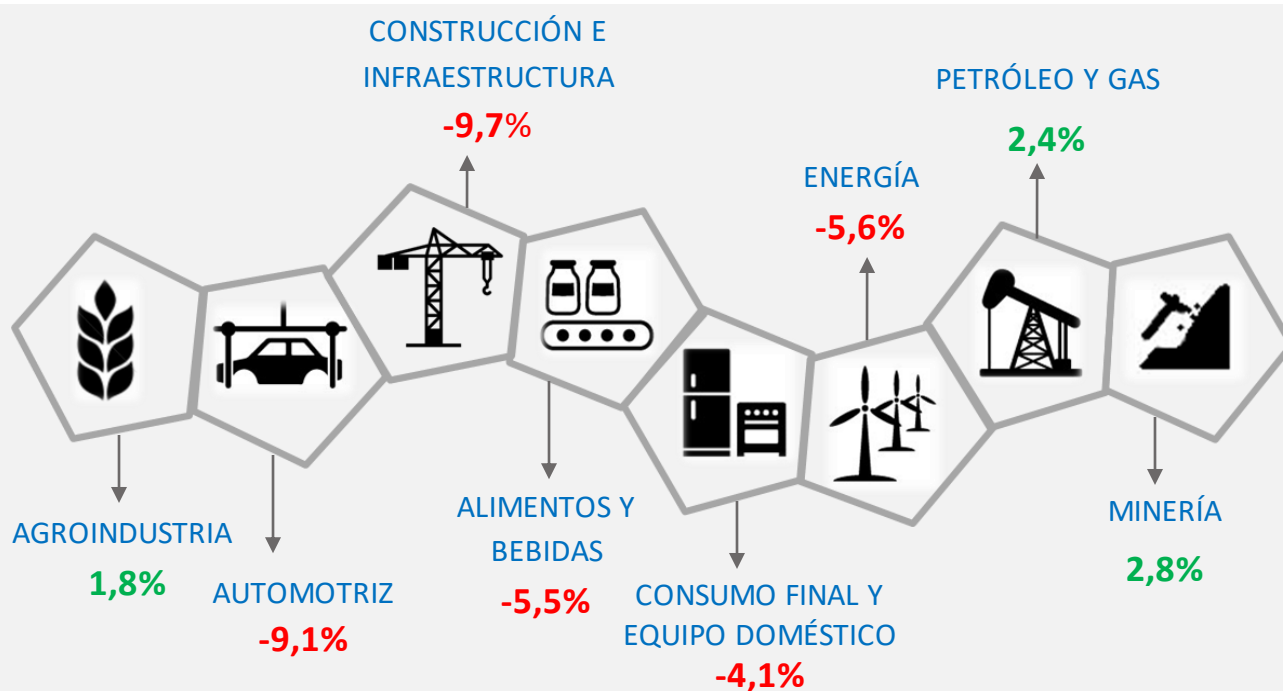 CONSTRUCCIÓN E
INFRAESTRUCTURA
-9,7%
PETRÓLEO Y GAS
2,4%
ENERGÍA
-5,6%
AGROINDUSTRIA
1,8%
AUTOMOTRIZ
-9,1%
ALIMENTOS Y
BEBIDAS
-5,5%
CONSUMO FINAL Y
EQUIPO DOMÉSTICO
-4,1%
MINERÍA
2,8%